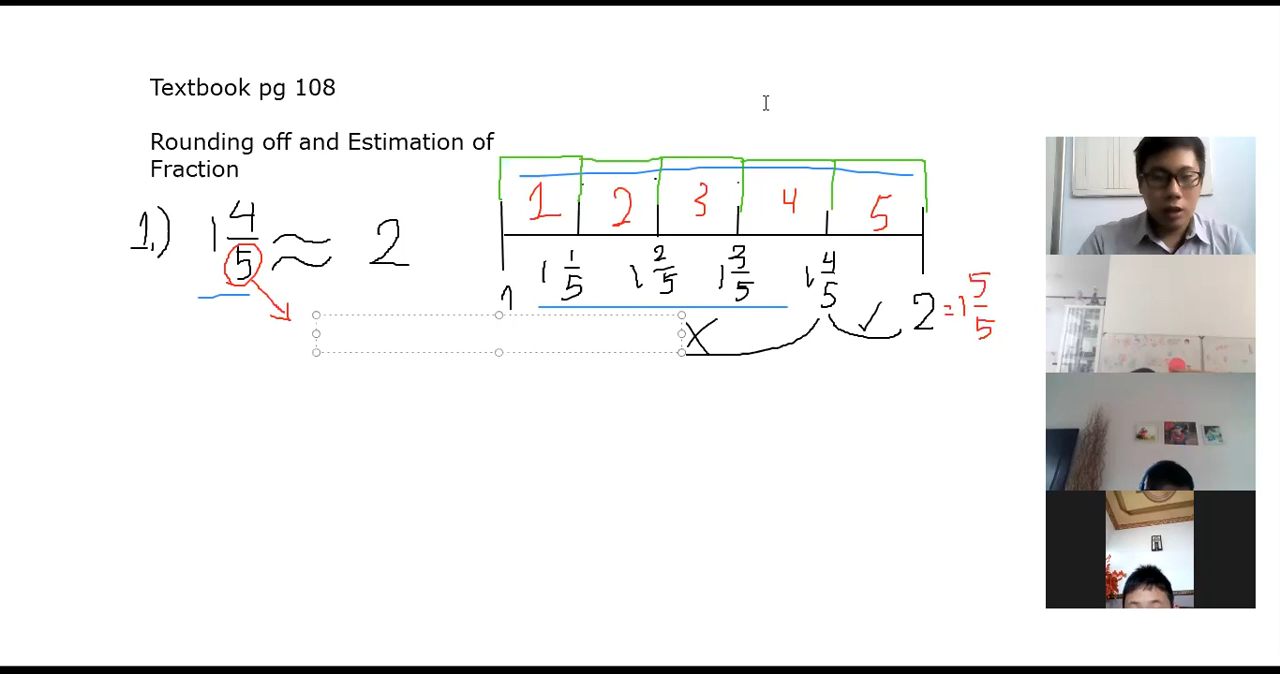 Textbook pg 108
Rounding off and Estimation of
Fraction
1.) 1 4/5 ≈ 2
1 2 3 4 5
1 1 1/5 1 2/5 1 3/5 1 4/5 2 = 1 5/5